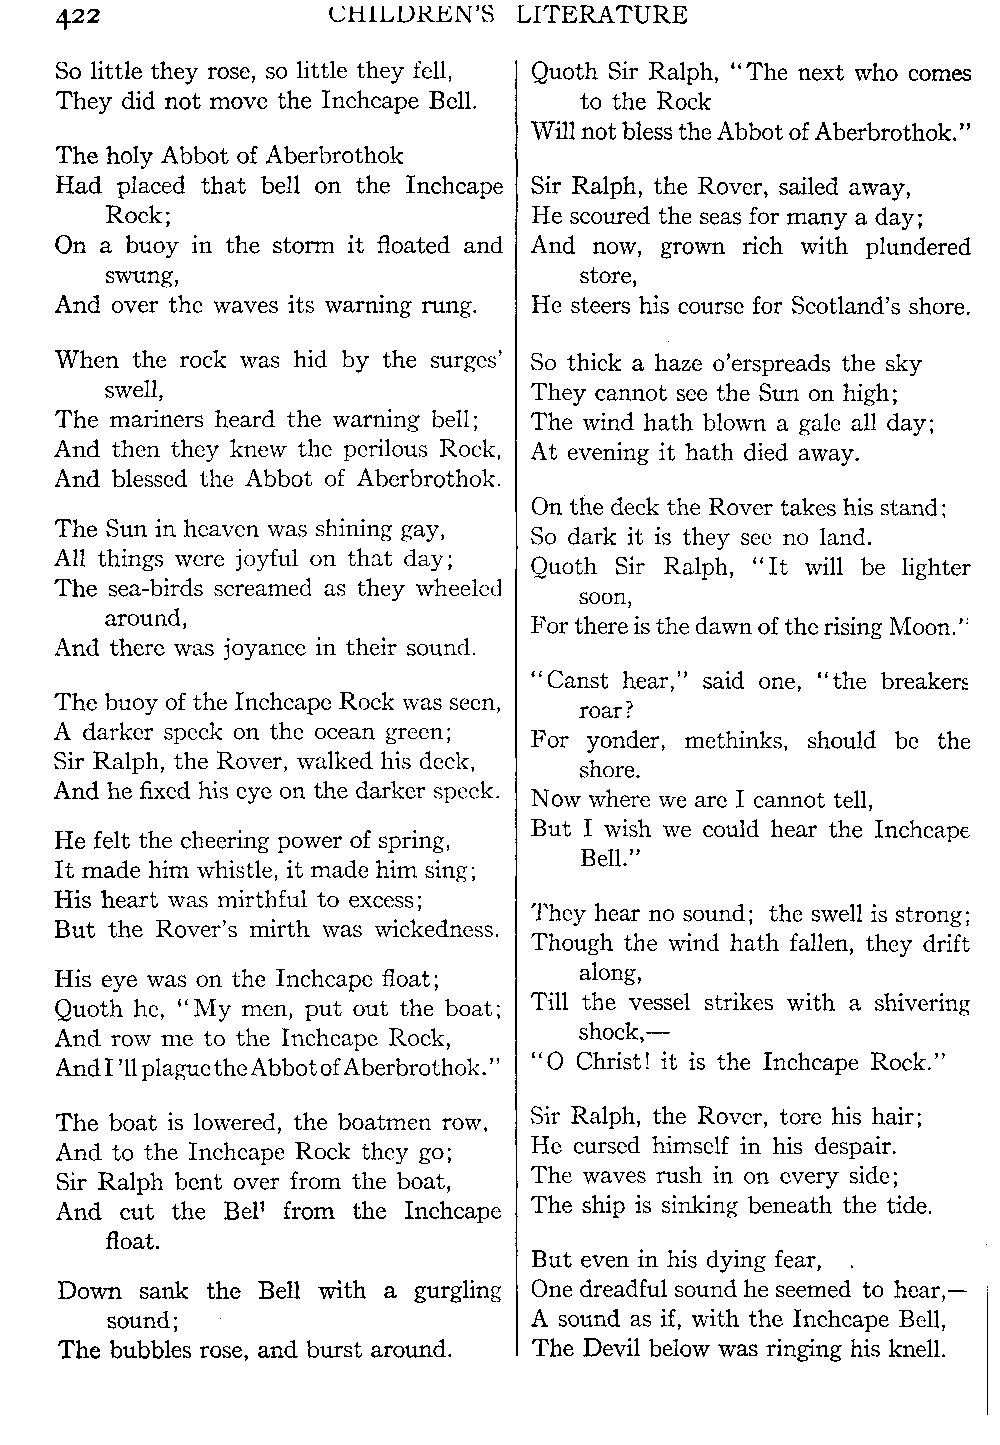 422 CHILDREN'S LITERATURE
So little they rose, so little they fell,
They did not move the Inchcape Bell.
The holy Abbot of Aberbrothok
Had placed that bell on the Inchcape
Rock;
On a buoy in the storm it floated and
swung,
And over the waves its warning rung.
When the rock was hid by the surges'
swell,
The mariners heard the warning bell;
And then they knew the perilous Rock,
And blessed the Abbot of Aberbrothok.
The Sun in heaven was shining gay,
All things were joyful on that day;
The sea-birds screamed as they wheeled
around,
And there was joyance in their sound.
The buoy of the Inchcape Rock was seen,
A darker speck on the ocean green;
Sir Ralph, the Rover, walked his deck,
And he fixed his eye on the darker speck.
He felt the cheering power of spring,
It made him whistle, it made him sing;
His heart was mirthful to excess;
But the Rover's mirth was wickedness.
His eye was on the Inchcape float;
Quoth he, "My men, put out the boat;
And row me to the Inchcape Rock,
And I'll plague the Abbot of Aberbrothok."
The boat is lowered, the boatmen row,
And to the Inchcape Rock they go;
Sir Ralph bent over from the boat,
And cut the Bell from the Inchcape
float.
Down sank the Bell with a gurgling
sound;
The bubbles rose, and burst around.
Quoth Sir Ralph, "The next who comes
to the Rock
Will not bless the Abbot of Aberbrothok."
Sir Ralph, the Rover, sailed away,
He scoured the seas for many a day;
And now, grown rich with plundered
store,
He steers his course for Scotland's shore.
So thick a haze o'erspreads the sky
They cannot see the Sun on high;
The wind hath blown a gale all day;
At evening it hath died away.
On the deck the Rover takes his stand;
So dark it is they see no land.
Quoth Sir Ralph, "It will be lighter
soon,
For there is the dawn of the rising Moon."
"Canst hear," said one, "the breakers
roar?
For yonder, methinks, should be the
shore.
Now where we are I cannot tell,
But I wish we could hear the Inchcape
Bell."
They hear no sound; the swell is strong;
Though the wind hath fallen, they drift
along,
Till the vessel strikes with a shivering
shock,—
"O Christ! it is the Inchcape Rock."
Sir Ralph, the Rover, tore his hair;
He cursed himself in his despair.
The waves rush in on every side;
The ship is sinking beneath the tide.
But even in his dying fear,
One dreadful sound he seemed to hear,—
A sound as if, with the Inchcape Bell,
The Devil below was ringing his knell.